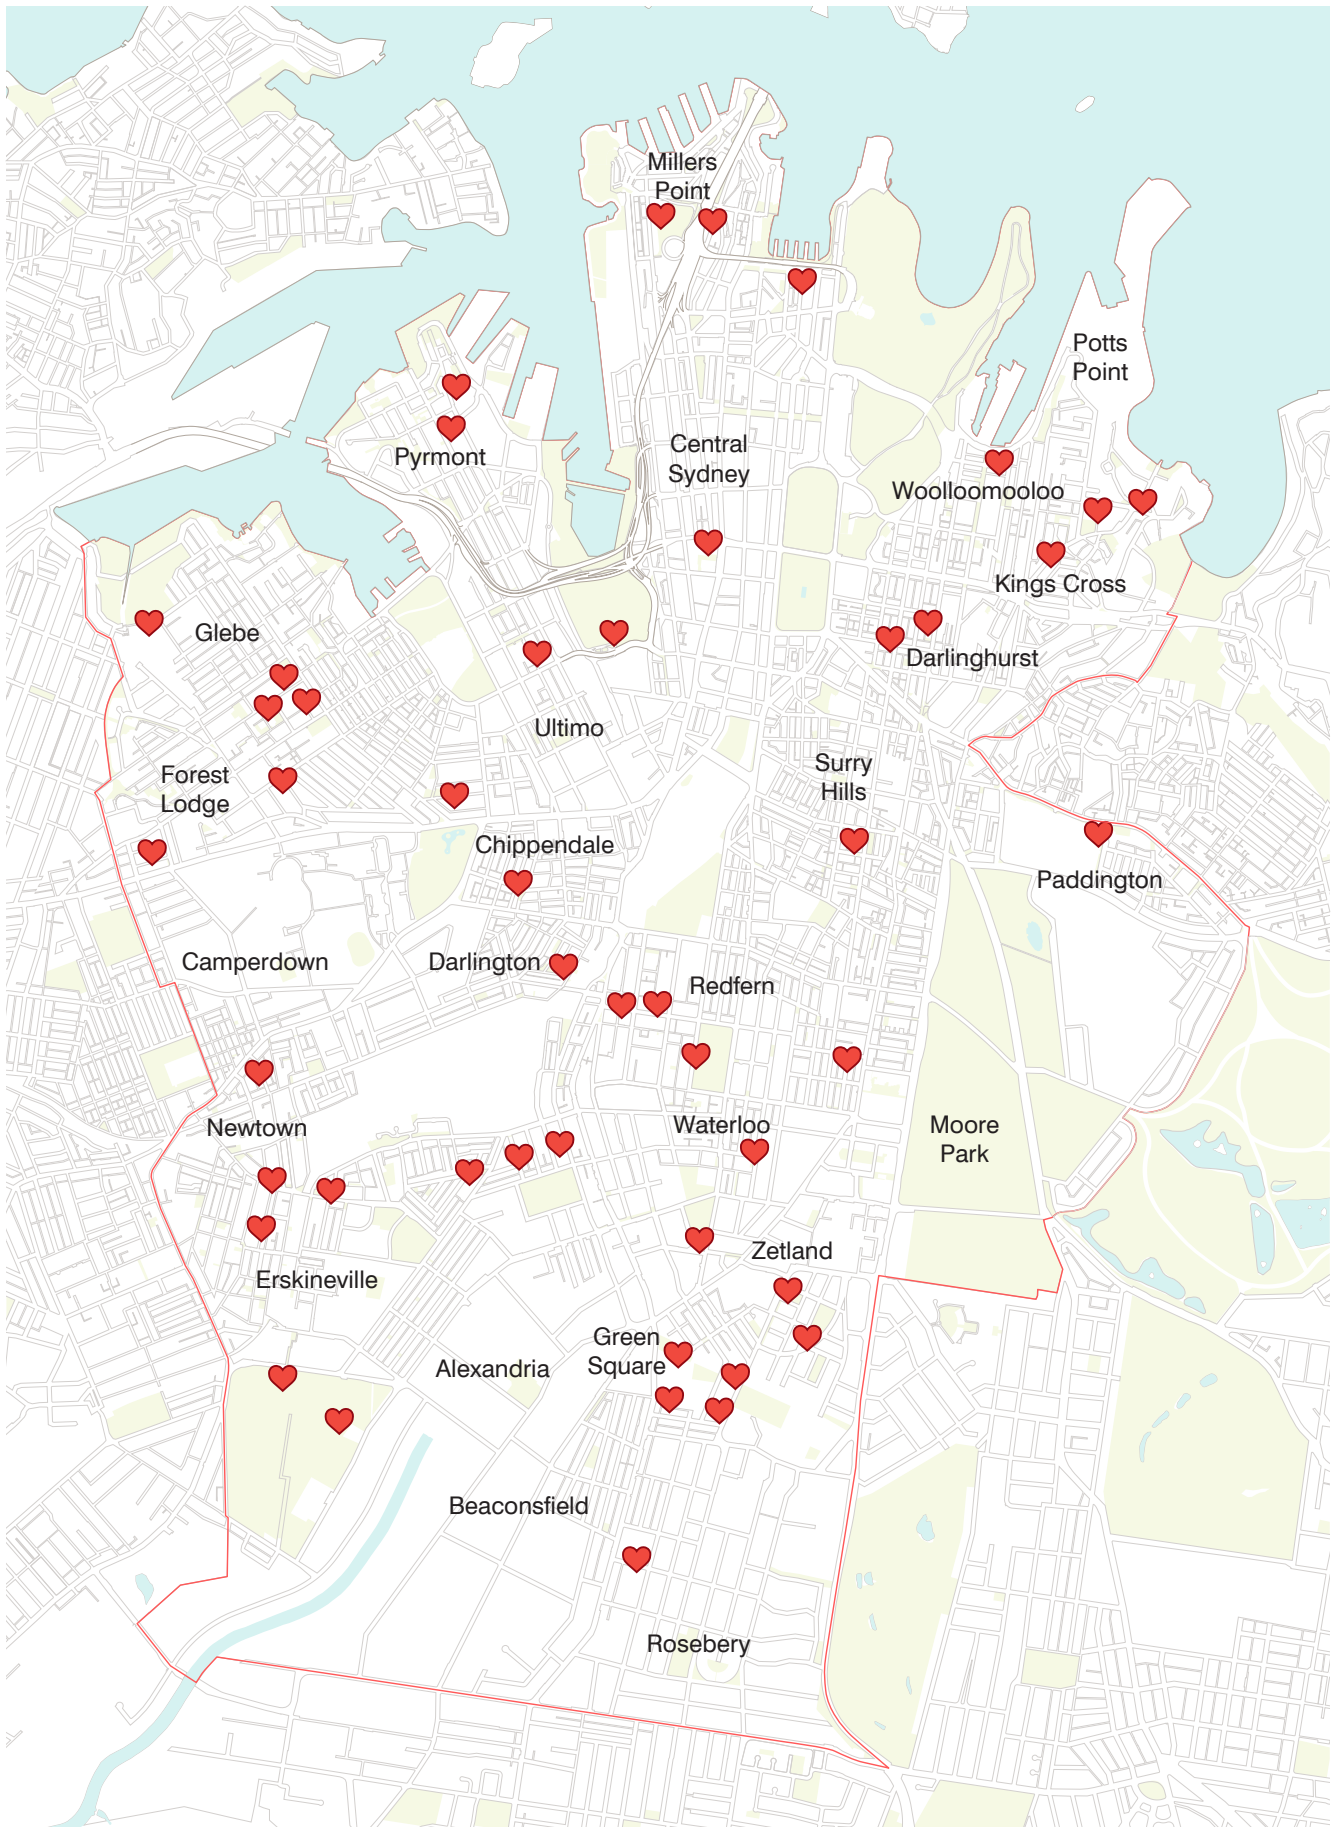 Millers
Point
Potts
Point
Central
Sydney
Pyrmont
Woolloomooloo
Kings Cross
Glebe
Darlinghurst
Ultimo
Surry
Hills
Forest
Lodge
Chippendale
Paddington
Camperdown
Darlington
Redfern
Newtown
Waterloo
Moore
Park
Zetland
Erskineville
Green
Square
Alexandria
Beaconsfield
Rosebery